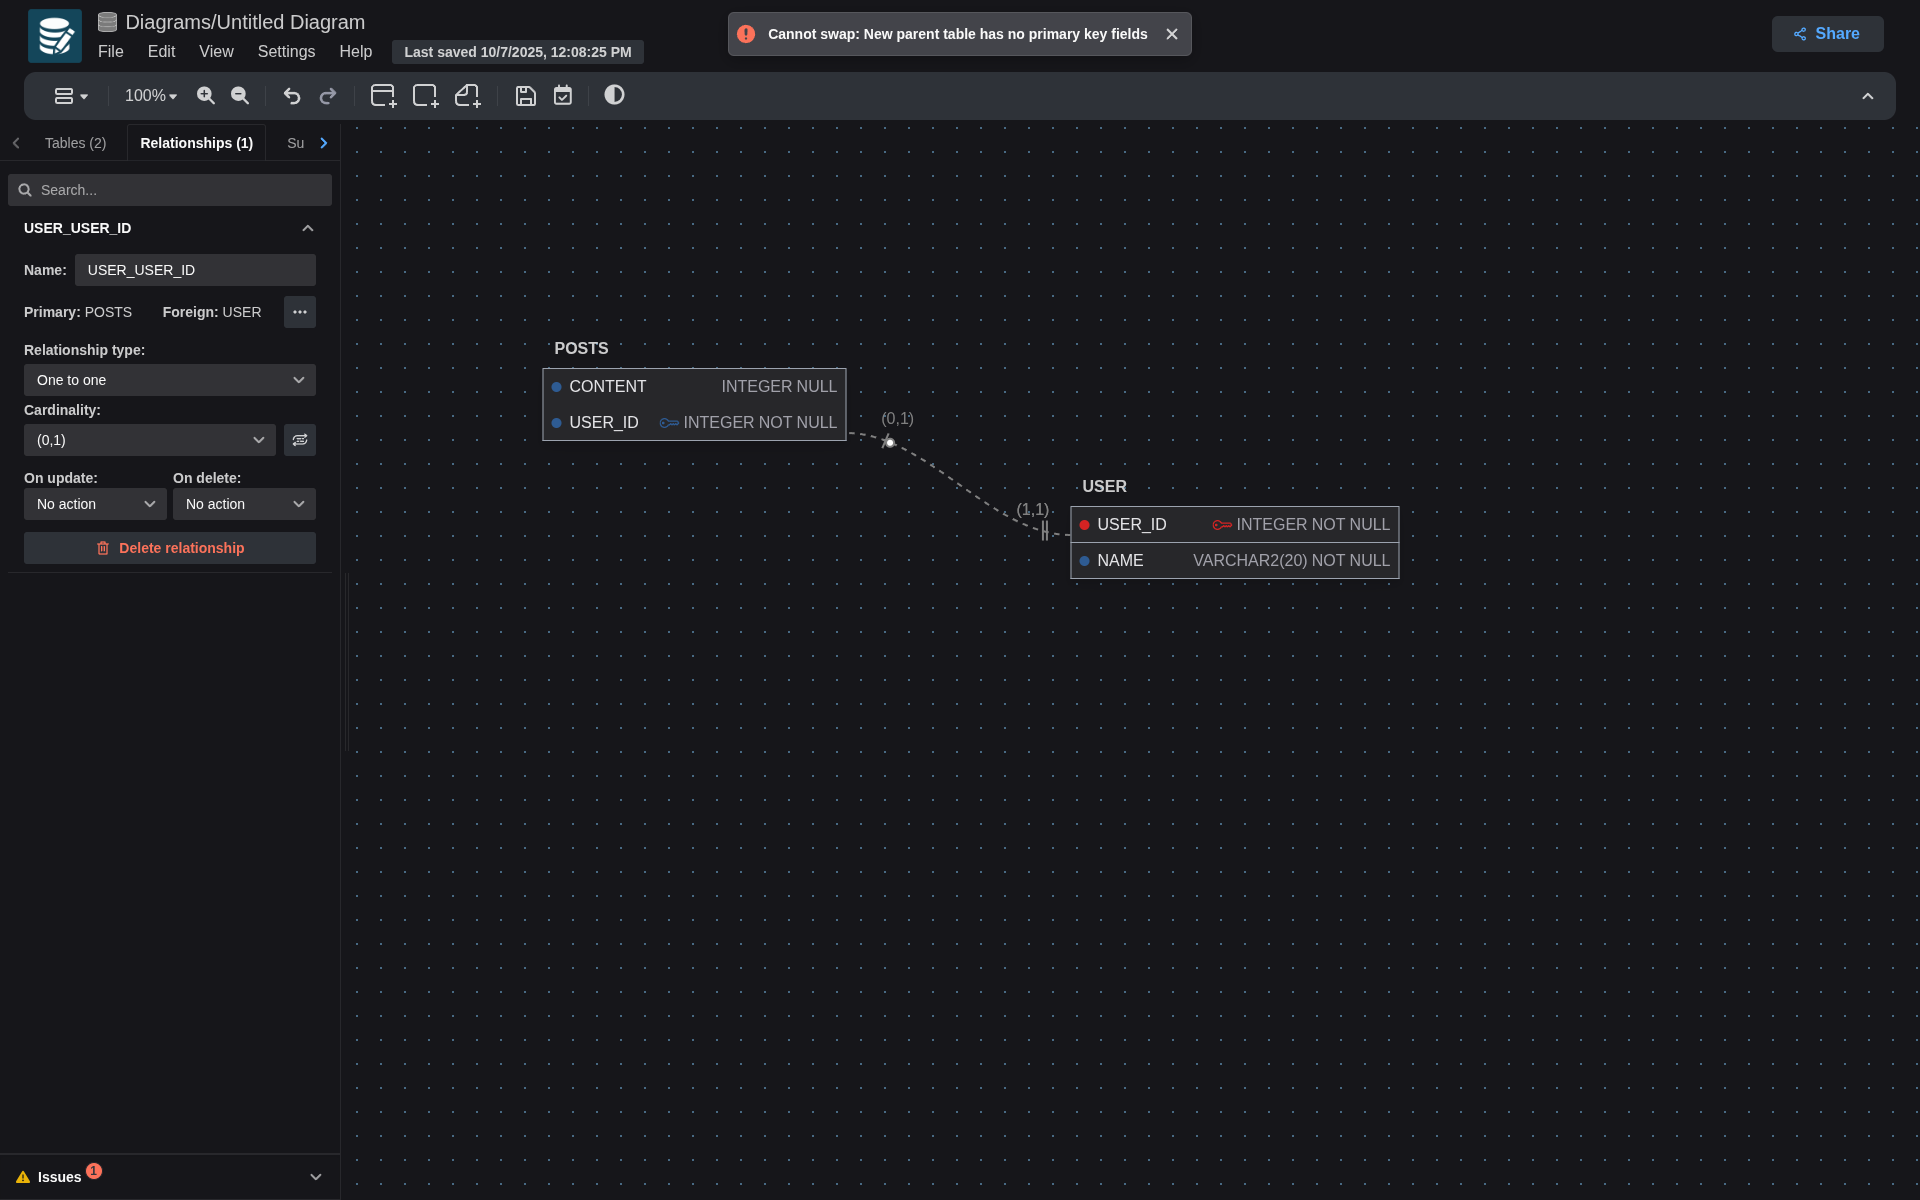 Diagrams/Untitled Diagram
File Edit View Settings Help Last saved 10/7/2025, 12:08:25 PM
Cannot swap: New parent table has no primary key fields
Share
100%
Tables (2) Relationships (1) Su
Search...
USER_USER_ID
Name: USER_USER_ID
Primary: POSTS Foreign: USER
Relationship type:
One to one
Cardinality:
(0,1)
On update: On delete:
No action No action
Delete relationship
Issues 1
POSTS
CONTENT INTEGER NULL
USER_ID INTEGER NOT NULL
(0,1)
(1,1)
USER
USER_ID INTEGER NOT NULL
NAME VARCHAR2(20) NOT NULL